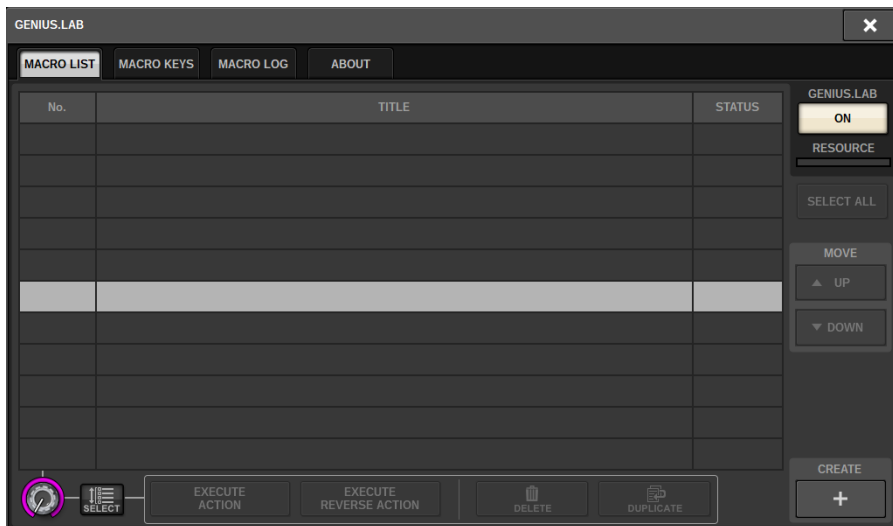 GENIUS.LAB
MACRO LIST MACRO KEYS MACRO LOG ABOUT
No. TITLE STATUS
GENIUS.LAB
ON
RESOURCE
SELECT ALL
MOVE
UP
DOWN
CREATE
+
SELECT
EXECUTE
ACTION
EXECUTE
REVERSE ACTION
DELETE
DUPLICATE